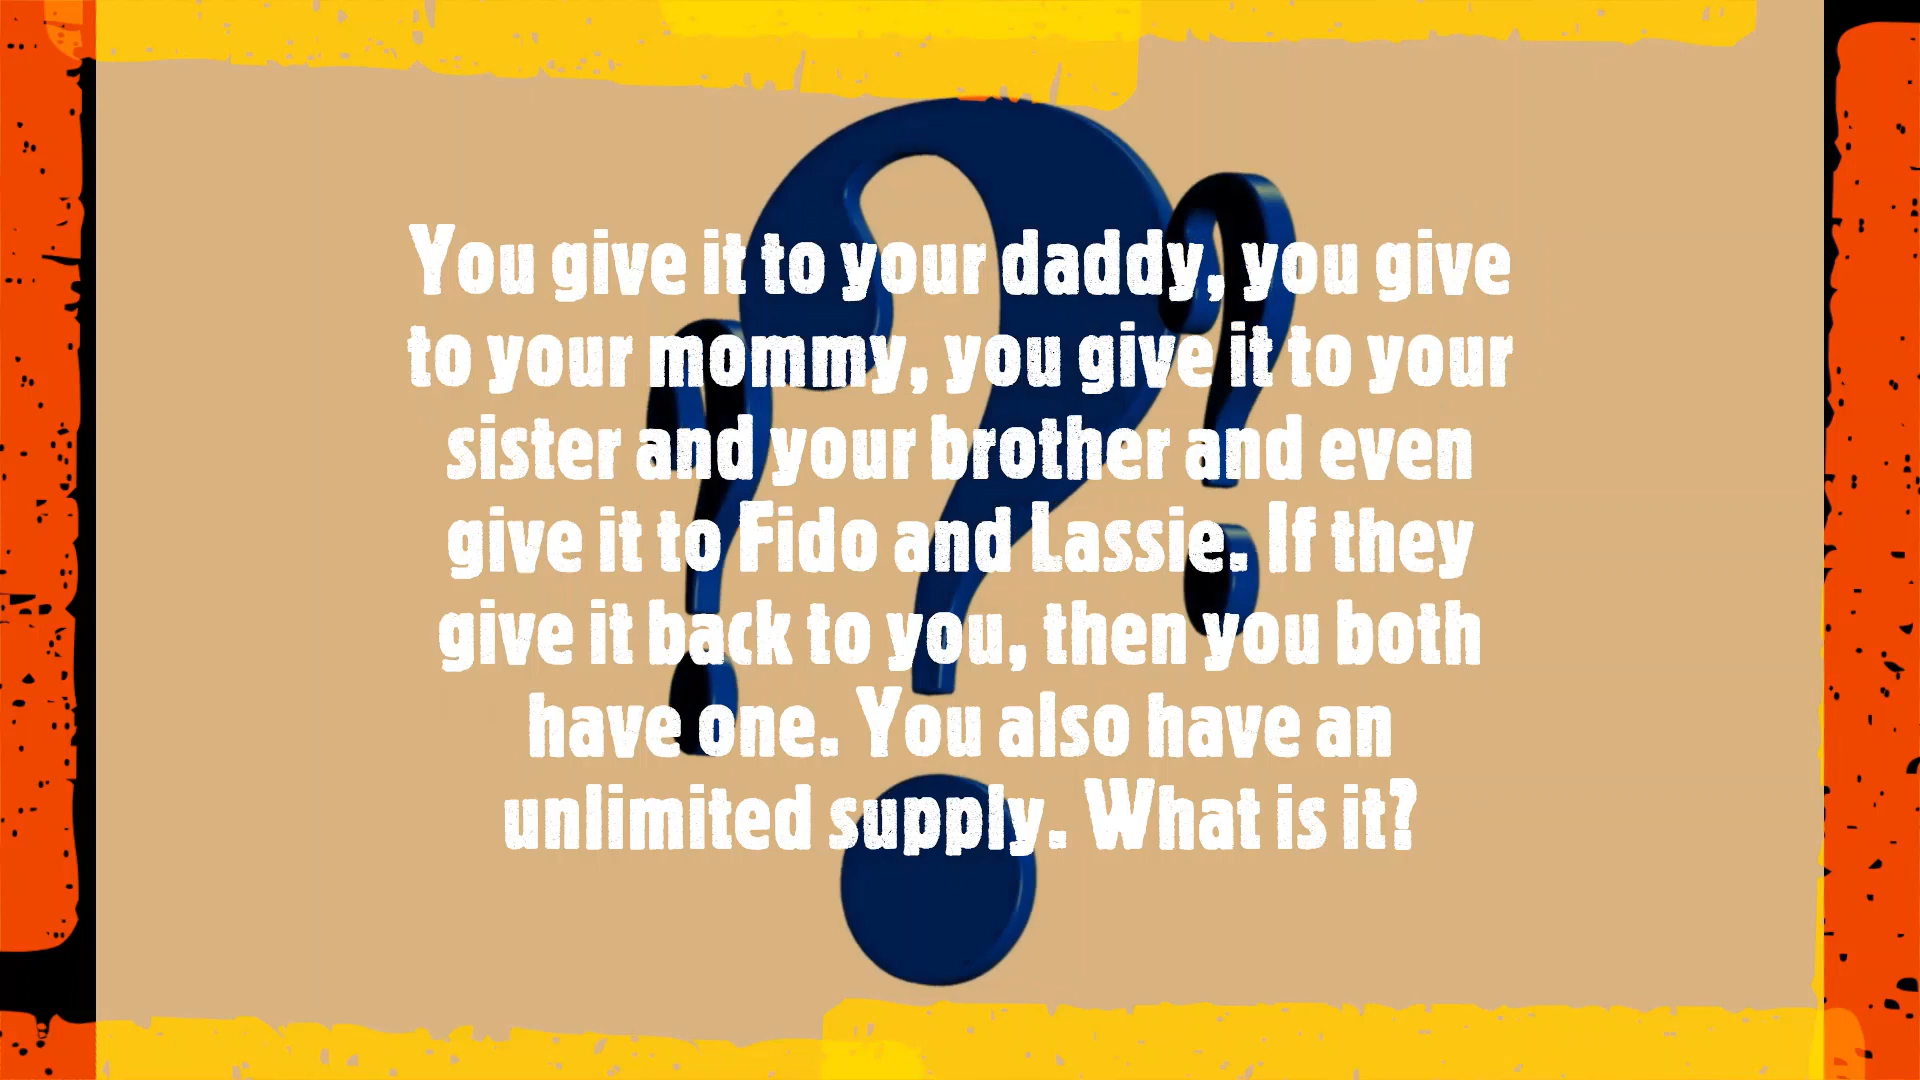 You give it to your daddy, you give
to your mommy, you give it to your
sister and your brother and even
give it to Fido and Lassie. If they
give it back to you, then you both
have one. You also have an
unlimited supply. What is it?